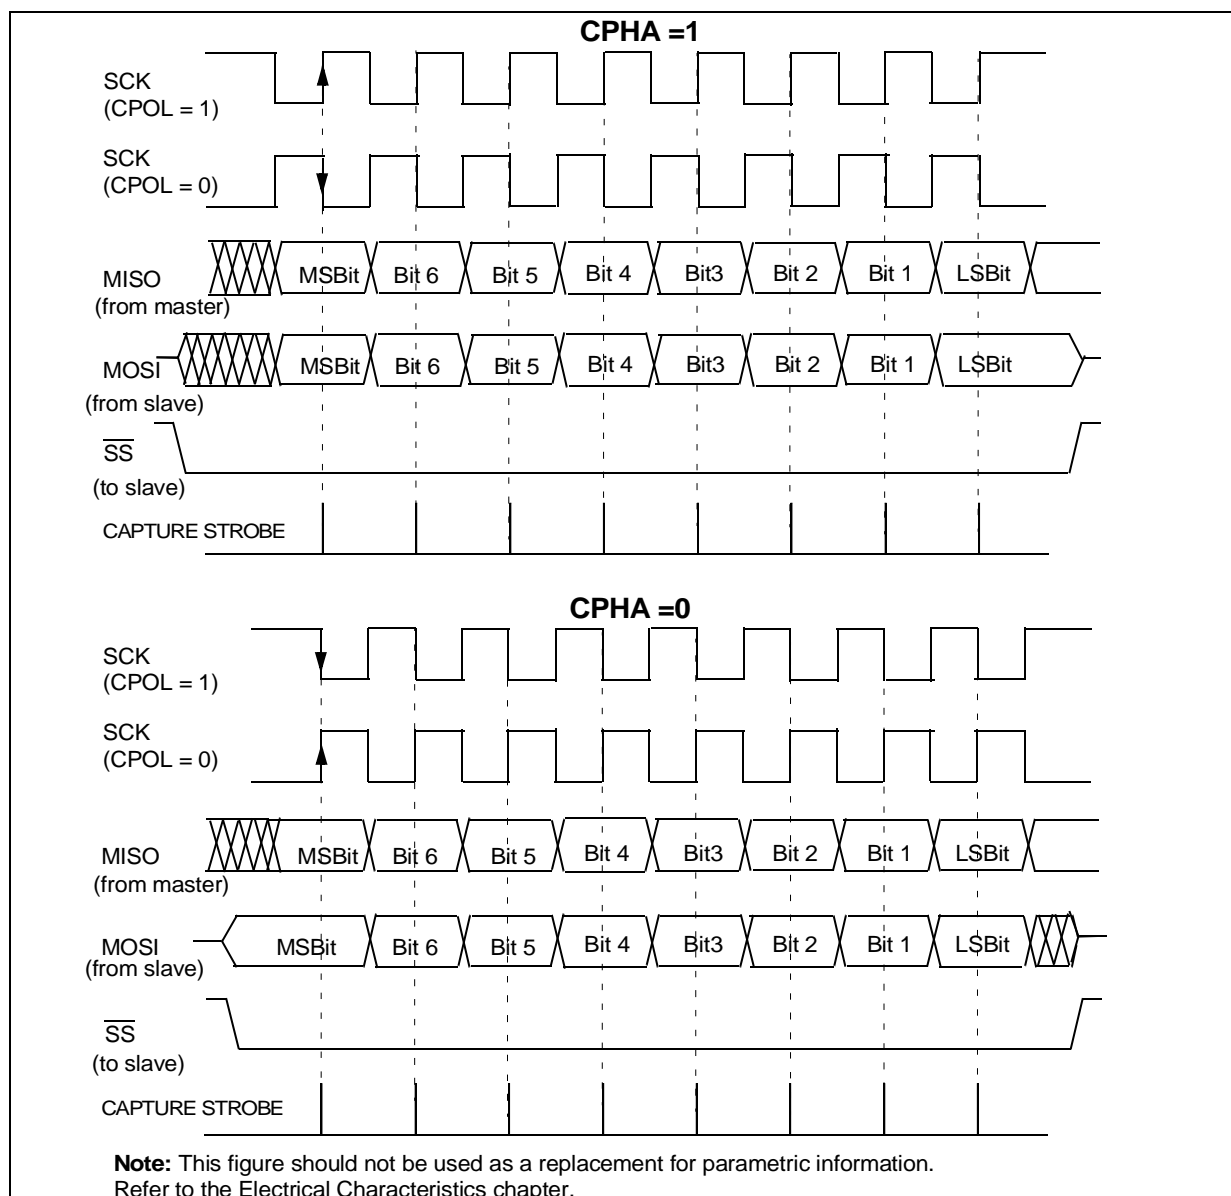 CPHA =1
SCK
(CPOL = 1)
SCK
(CPOL = 0)
MISO
(from master)
MSBit Bit 6 Bit 5 Bit 4 Bit3 Bit 2 Bit 1 LSBit
MOSI
(from slave)
MSBit Bit 6 Bit 5 Bit 4 Bit3 Bit 2 Bit 1 LSBit
SS
(to slave)
CAPTURE STROBE
CPHA =0
SCK
(CPOL = 1)
SCK
(CPOL = 0)
MISO
(from master)
MSBit Bit 6 Bit 5 Bit 4 Bit3 Bit 2 Bit 1 LSBit
MOSI
(from slave)
MSBit Bit 6 Bit 5 Bit 4 Bit3 Bit 2 Bit 1 LSBit
SS
(to slave)
CAPTURE STROBE
Note: This figure should not be used as a replacement for parametric information.
Refer to the Electrical Characteristics chapter.